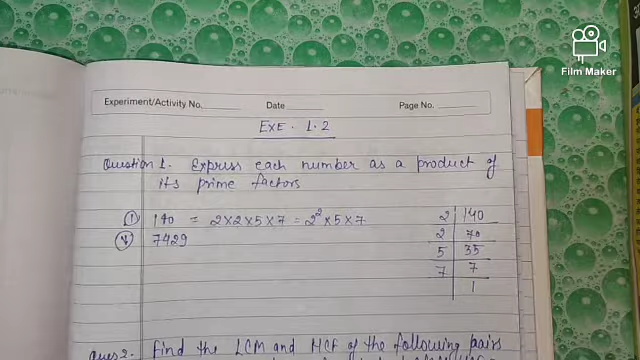 Film Maker
Experiment/Activity No. Date Page No.
EXE. 1.2
Question 1. Express each number as a product of
its prime factors
(i) 140 = 2×2×5×7 = 2²×5×7
(v) 7429
2 | 140
2 | 70
5 | 35
7 | 7
1
Ques 2. Find the LCM and HCF of the following pairs